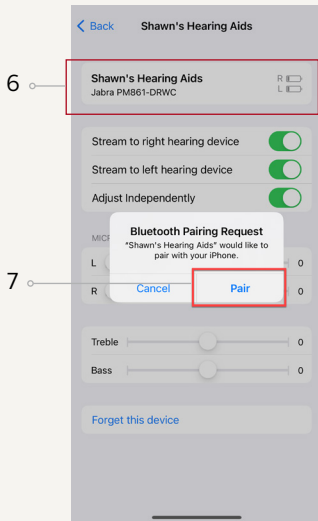 Back
Shawn's Hearing Aids
6
Shawn's Hearing Aids
R
Jabra PM861-DRWC
L
Stream to right hearing device
Stream to left hearing device
Adjust Independently
Bluetooth Pairing Request
"Shawn's Hearing Aids" would like to
pair with your iPhone.
L
0
7
Cancel
Pair
R
0
Treble
0
Bass
0
Forget this device